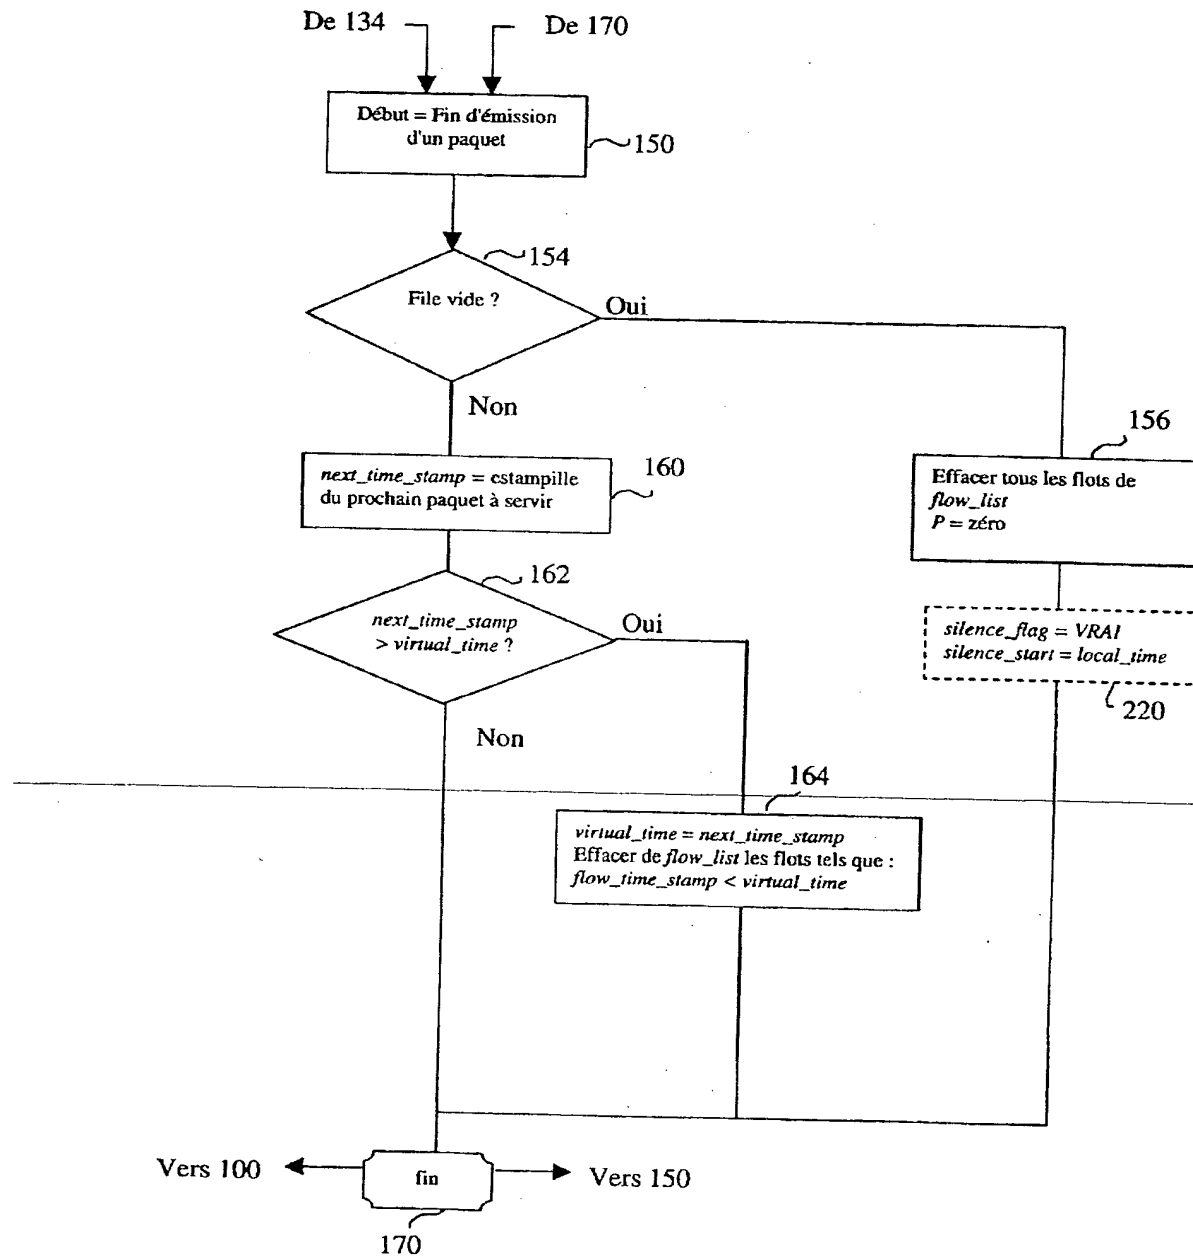 De 134
De 170
Début = Fin d'émission
d'un paquet
150
154
File vide ?
Oui
Non
156
next_time_stamp = estampille
du prochain paquet à servir
160
Effacer tous les flots de
flow_list
P = zéro
162
next_time_stamp
> virtual_time ?
Oui
silence_flag = VRAI
silence_start = local_time
220
Non
164
virtual_time = next_time_stamp
Effacer de flow_list les flots tels que :
flow_time_stamp < virtual_time
Vers 100
fin
Vers 150
170